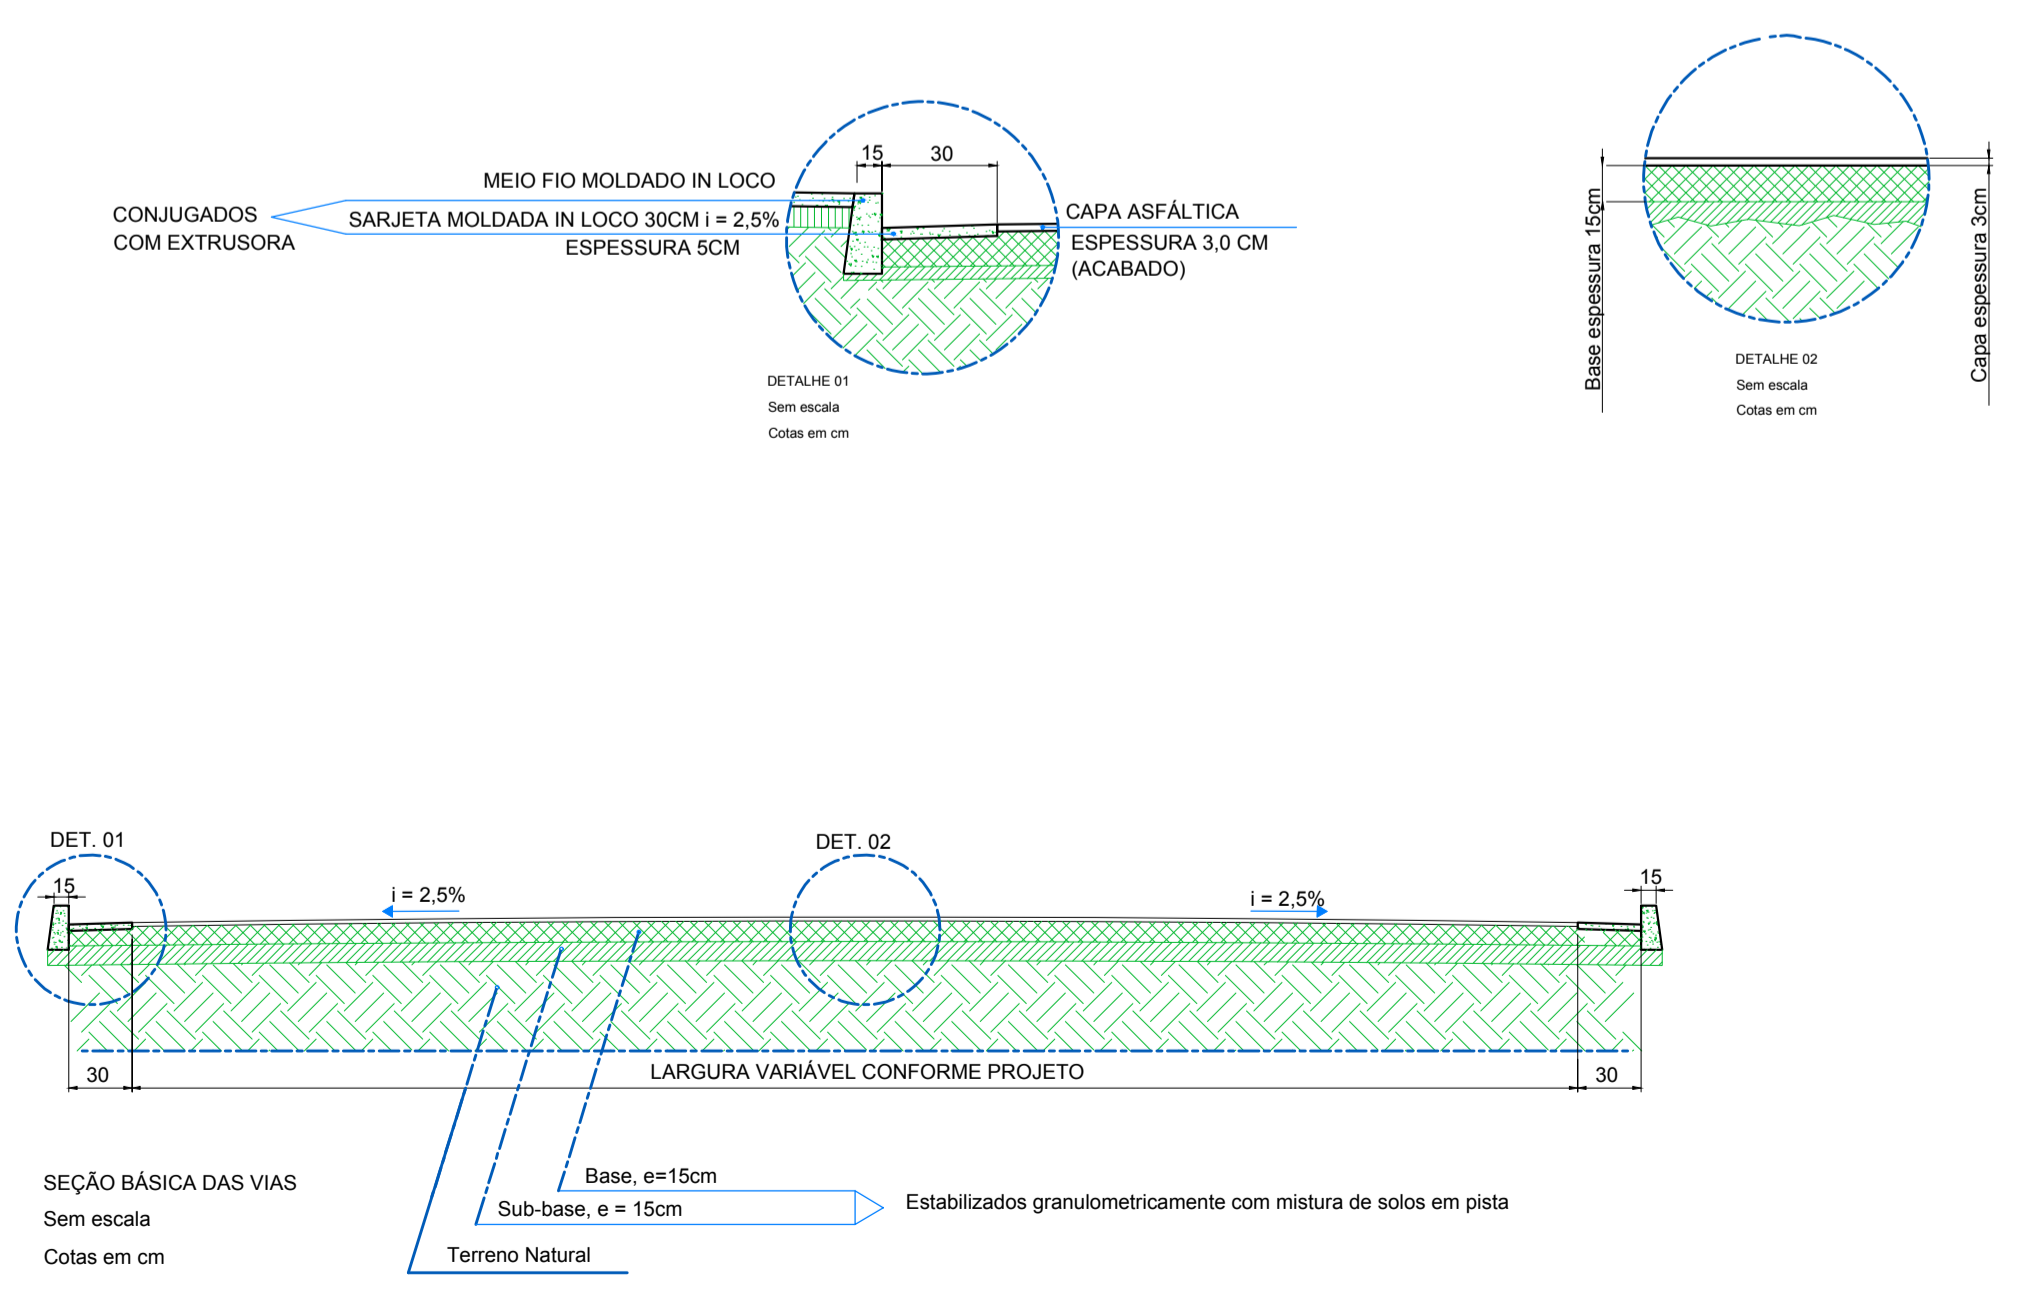 15
30
MEIO FIO MOLDADO IN LOCO
CONJUGADOS
COM EXTRUSORA
SARJETA MOLDADA IN LOCO 30CM i = 2,5%
ESPESSURA 5CM
CAPA ASFÁLTICA
ESPESSURA 3,0 CM
(ACABADO)
DETALHE 01
Sem escala
Cotas em cm
Base espessura 15cm
Capa espessura 3cm
DETALHE 02
Sem escala
Cotas em cm
DET. 01
DET. 02
15
i = 2,5%
i = 2,5%
15
30
LARGURA VARIÁVEL CONFORME PROJETO
30
SEÇÃO BÁSICA DAS VIAS
Sem escala
Cotas em cm
Base, e=15cm
Sub-base, e = 15cm
Estabilizados granulometricamente com mistura de solos em pista
Terreno Natural